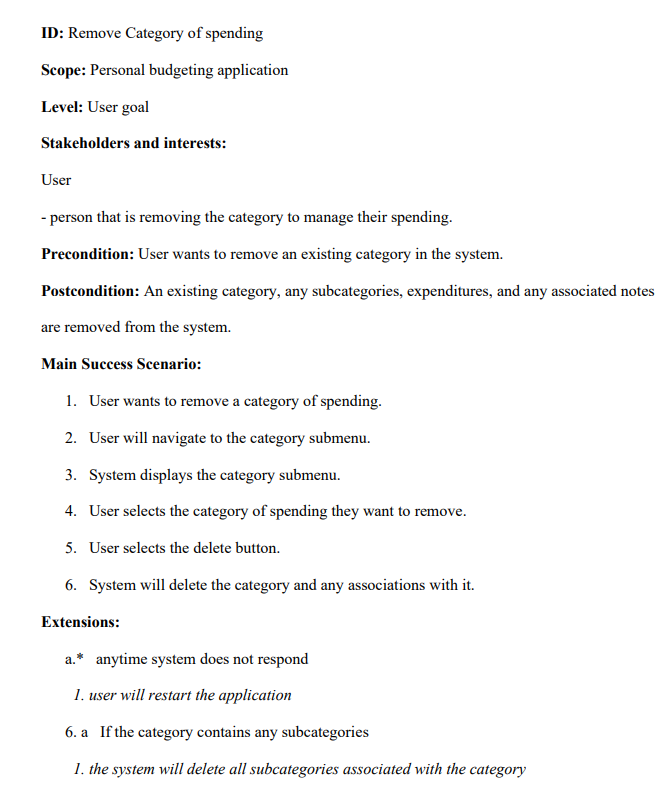 ID: Remove Category of spending
Scope: Personal budgeting application
Level: User goal
Stakeholders and interests:
User
- person that is removing the category to manage their spending.
Precondition: User wants to remove an existing category in the system.
Postcondition: An existing category, any subcategories, expenditures, and any associated notes
are removed from the system.
Main Success Scenario:
1. User wants to remove a category of spending.
2. User will navigate to the category submenu.
3. System displays the category submenu.
4. User selects the category of spending they want to remove.
5. User selects the delete button.
6. System will delete the category and any associations with it.
Extensions:
a.* anytime system does not respond
1. user will restart the application
6. a If the category contains any subcategories
1. the system will delete all subcategories associated with the category